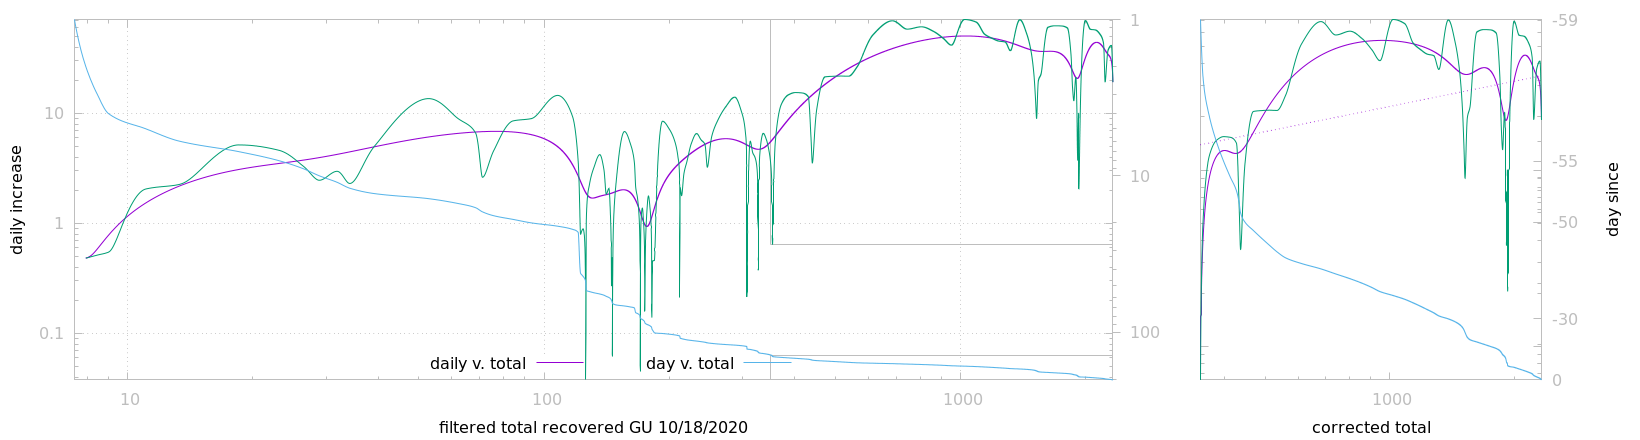 daily increase
10
1
0.1
daily v. total
day v. total
10
100
1000
filtered total recovered GU 10/18/2020
1
10
100
1000
corrected total
-59
-55
-50
-30
0
day since